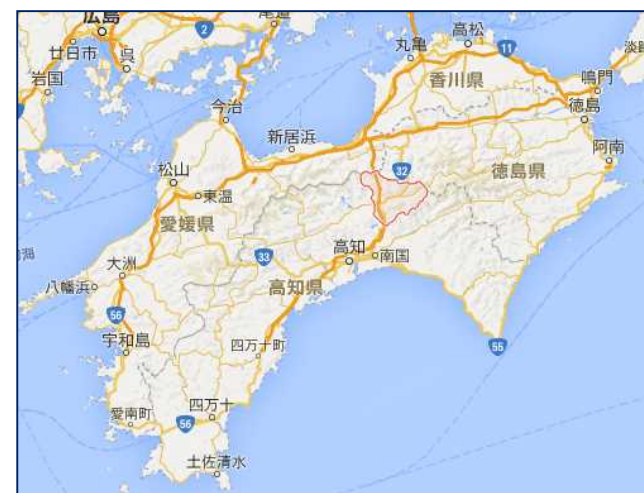 広島
尾道
2
高松
廿日市
呉
丸亀
11
岩国
香川県
鳴門
淡路
今治
徳島
新居浜
阿南
松山
32
徳島県
東温
愛媛県
高知
南国
大洲
33
八幡浜
高知県
56
宇和島
四万十町
55
愛南町
四万十
56
土佐清水